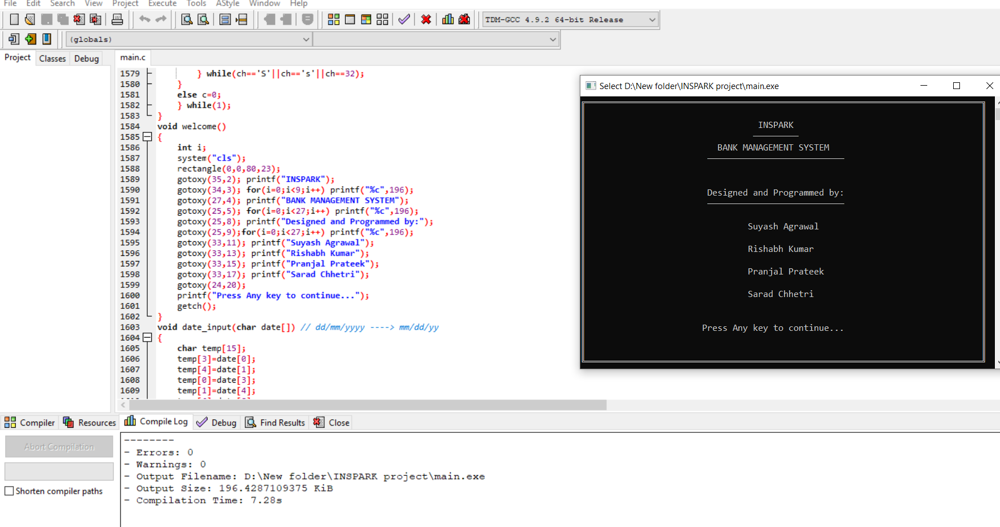 File Edit Search View Project Execute Tools AStyle Window Help
TDM-GCC 4.9.2 64-bit Release
(globals)
Project Classes Debug
main.c
1579 } while(ch=='S'||ch=='s'||ch==32);
1580 }
1581 else c=0;
1582 } while(1);
1583 }
1584 void welcome()
1585 {
1586 int i;
1587 system("cls");
1588 rectangle(0,0,80,23);
1589 gotoxy(35,2); printf("INSPARK");
1590 gotoxy(34,3); for(i=0;i<9;i++) printf("%c",196);
1591 gotoxy(27,4); printf("BANK MANAGEMENT SYSTEM");
1592 gotoxy(25,5); for(i=0;i<27;i++) printf("%c",196);
1593 gotoxy(25,8); printf("Designed and Programmed by:");
1594 gotoxy(25,9);for(i=0;i<27;i++) printf("%c",196);
1595 gotoxy(33,11); printf("Suyash Agrawal");
1596 gotoxy(33,13); printf("Rishabh Kumar");
1597 gotoxy(33,15); printf("Pranjal Prateek");
1598 gotoxy(33,17); printf("Sarad Chhetri");
1599 gotoxy(24,20);
1600 printf("Press Any key to continue...");
1601 getch();
1602 }
1603 void date_input(char date[]) // dd/mm/yyyy ----> mm/dd/yy
1604 {
1605 char temp[15];
1606 temp[3]=date[0];
1607 temp[4]=date[1];
1608 temp[0]=date[3];
1609 temp[1]=date[4];
Select D:\New folder\INSPARK project\main.exe
INSPARK
BANK MANAGEMENT SYSTEM
Designed and Programmed by:
Suyash Agrawal
Rishabh Kumar
Pranjal Prateek
Sarad Chhetri
Press Any key to continue...
Compiler Resources Compile Log Debug Find Results Close
Abort Compilation
Shorten compiler paths
--------
- Errors: 0
- Warnings: 0
- Output Filename: D:\New folder\INSPARK project\main.exe
- Output Size: 196.4287109375 KiB
- Compilation Time: 7.28s